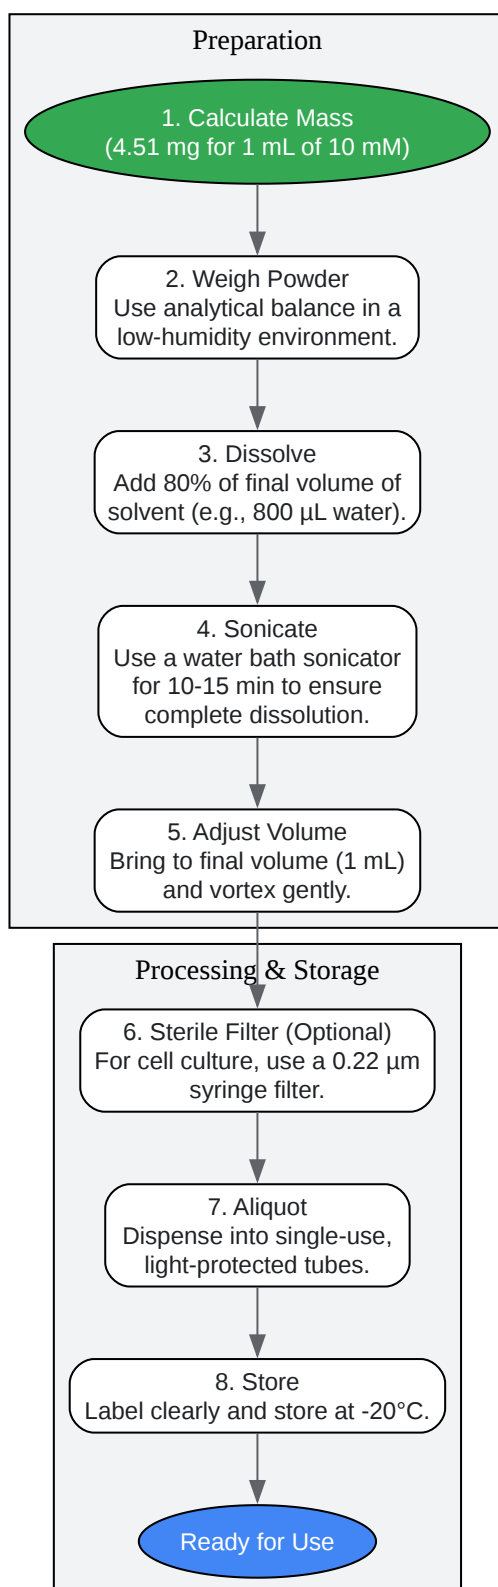 Preparation
1. Calculate Mass
(4.51 mg for 1 mL of 10 mM)
2. Weigh Powder
Use analytical balance in a
low-humidity environment.
3. Dissolve
Add 80% of final volume of
solvent (e.g., 800 µL water).
4. Sonicate
Use a water bath sonicator
for 10-15 min to ensure
complete dissolution.
5. Adjust Volume
Bring to final volume (1 mL)
and vortex gently.
Processing & Storage
6. Sterile Filter (Optional)
For cell culture, use a 0.22 µm
syringe filter.
7. Aliquot
Dispense into single-use,
light-protected tubes.
8. Store
Label clearly and store at -20°C.
Ready for Use